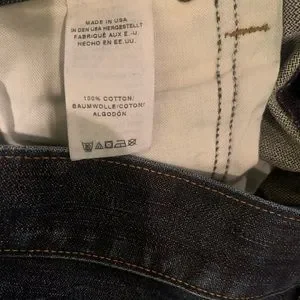 MADE IN USA
IN DEN USA HERGESTELLT
FABRIQUÉ AUX É.-U.
HECHO EN EE.UU.
100% COTTON/
BAUMWOLLE/COTON/
ALGODÓN